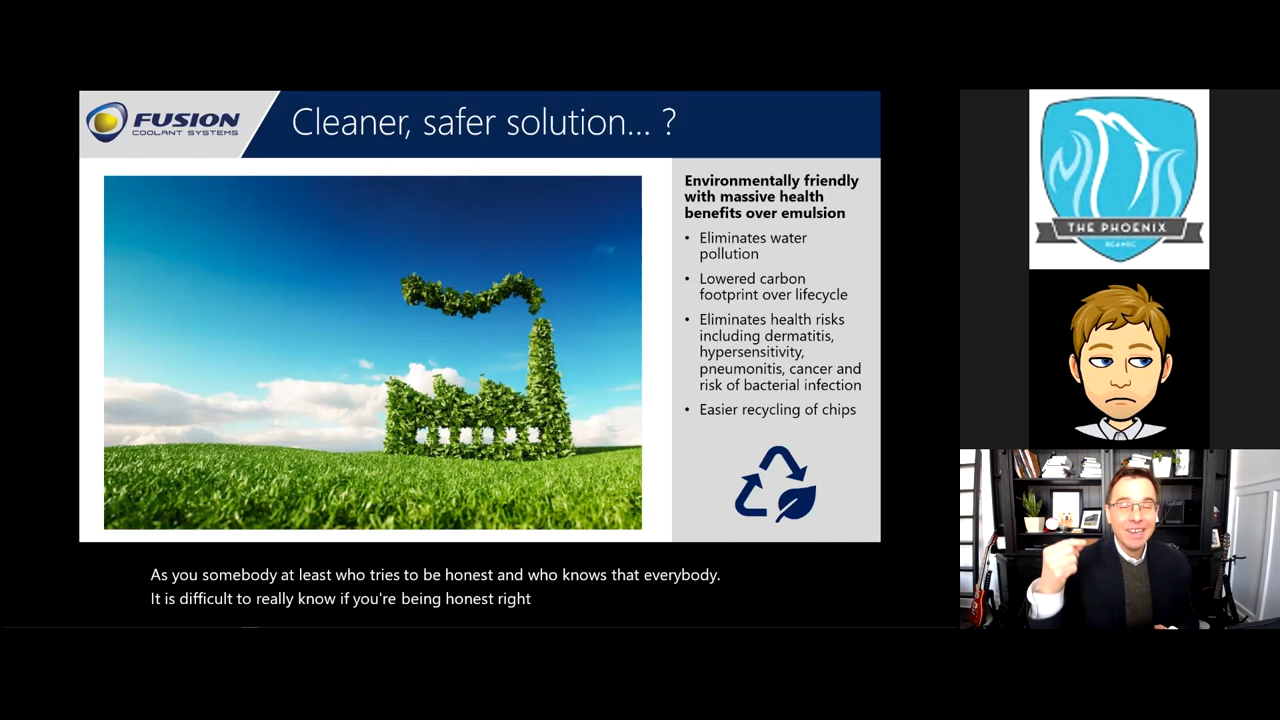 FUSION
COOLANT SYSTEMS
Cleaner, safer solution... ?
Environmentally friendly
with massive health
benefits over emulsion
• Eliminates water
pollution
• Lowered carbon
footprint over lifecycle
• Eliminates health risks
including dermatitis,
hypersensitivity,
pneumonitis, cancer and
risk of bacterial infection
• Easier recycling of chips
THE PHOENIX
As you somebody at least who tries to be honest and who knows that everybody.
It is difficult to really know if you're being honest right